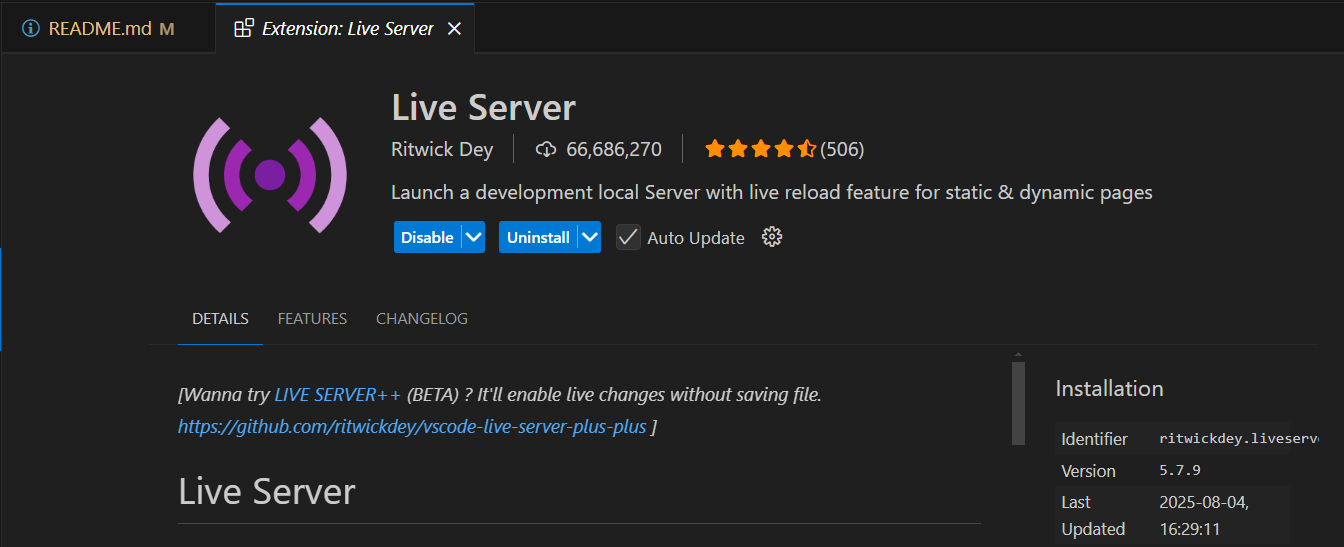 README.md M
Extension: Live Server
Live Server
Ritwick Dey 66,686,270 (506)
Launch a development local Server with live reload feature for static & dynamic pages
Disable Uninstall Auto Update
DETAILS FEATURES CHANGELOG
[Wanna try LIVE SERVER++ (BETA) ? It'll enable live changes without saving file.
https://github.com/ritwickdey/vscode-live-server-plus-plus ]
Live Server
Installation
Identifier ritwickdey.liveserve
Version 5.7.9
Last 2025-08-04,
Updated 16:29:11